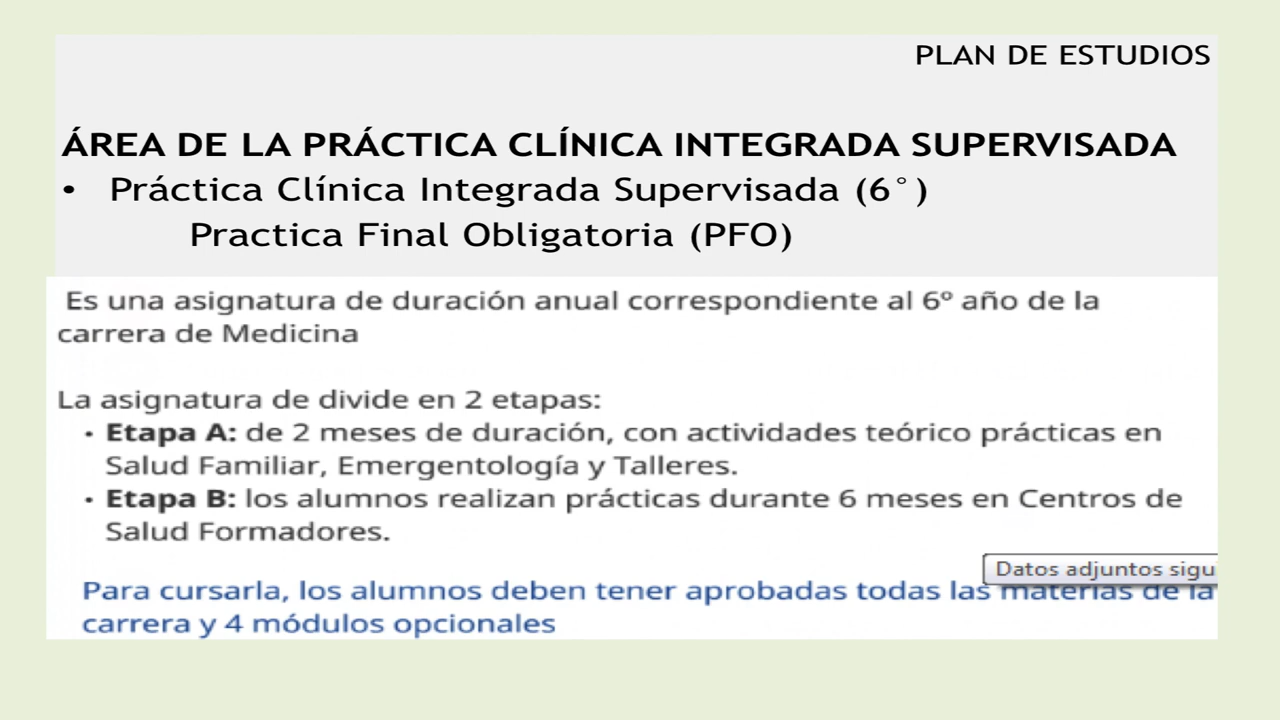 PLAN DE ESTUDIOS
ÁREA DE LA PRÁCTICA CLÍNICA INTEGRADA SUPERVISADA
• Práctica Clínica Integrada Supervisada (6°)
Practica Final Obligatoria (PFO)
Es una asignatura de duración anual correspondiente al 6º año de la
carrera de Medicina
La asignatura de divide en 2 etapas:
• Etapa A: de 2 meses de duración, con actividades teórico prácticas en
Salud Familiar, Emergentología y Talleres.
• Etapa B: los alumnos realizan prácticas durante 6 meses en Centros de
Salud Formadores.
Datos adjuntos sigu
Para cursarla, los alumnos deben tener aprobadas todas las materias de la
carrera y 4 módulos opcionales